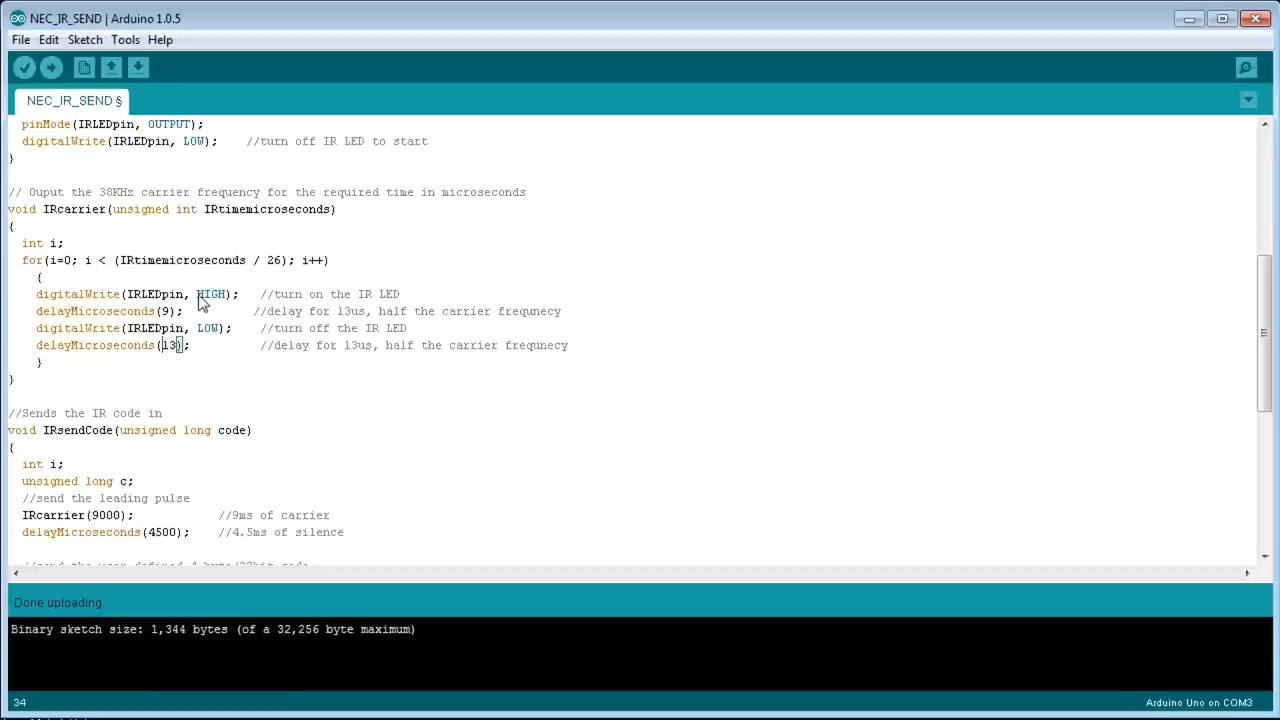 NEC_IR_SEND | Arduino 1.0.5
File Edit Sketch Tools Help
NEC_IR_SEND §
pinMode(IRLEDpin, OUTPUT);
digitalWrite(IRLEDpin, LOW);    //turn off IR LED to start
}
// Ouput the 38KHz carrier frequency for the required time in microseconds
void IRcarrier(unsigned int IRtimemicroseconds)
{
int i;
for(i=0; i < (IRtimemicroseconds / 26); i++)
{
digitalWrite(IRLEDpin, HIGH);   //turn on the IR LED
delayMicroseconds(9);          //delay for 13us, half the carrier frequnecy
digitalWrite(IRLEDpin, LOW);    //turn off the IR LED
delayMicroseconds(13);          //delay for 13us, half the carrier frequnecy
}
}
//Sends the IR code in
void IRsendCode(unsigned long code)
{
int i;
unsigned long c;
//send the leading pulse
IRcarrier(9000);            //9ms of carrier
delayMicroseconds(4500);    //4.5ms of silence
Done uploading.
Binary sketch size: 1,344 bytes (of a 32,256 byte maximum)
34
Arduino Uno on COM3